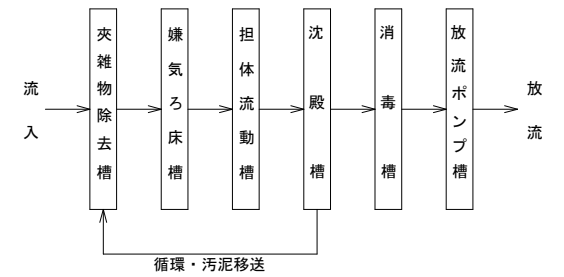 流入
夾雑物除去槽
嫌気ろ床槽
担体流動槽
沈殿槽
消毒槽
放流ポンプ槽
放流
循環・汚泥移送